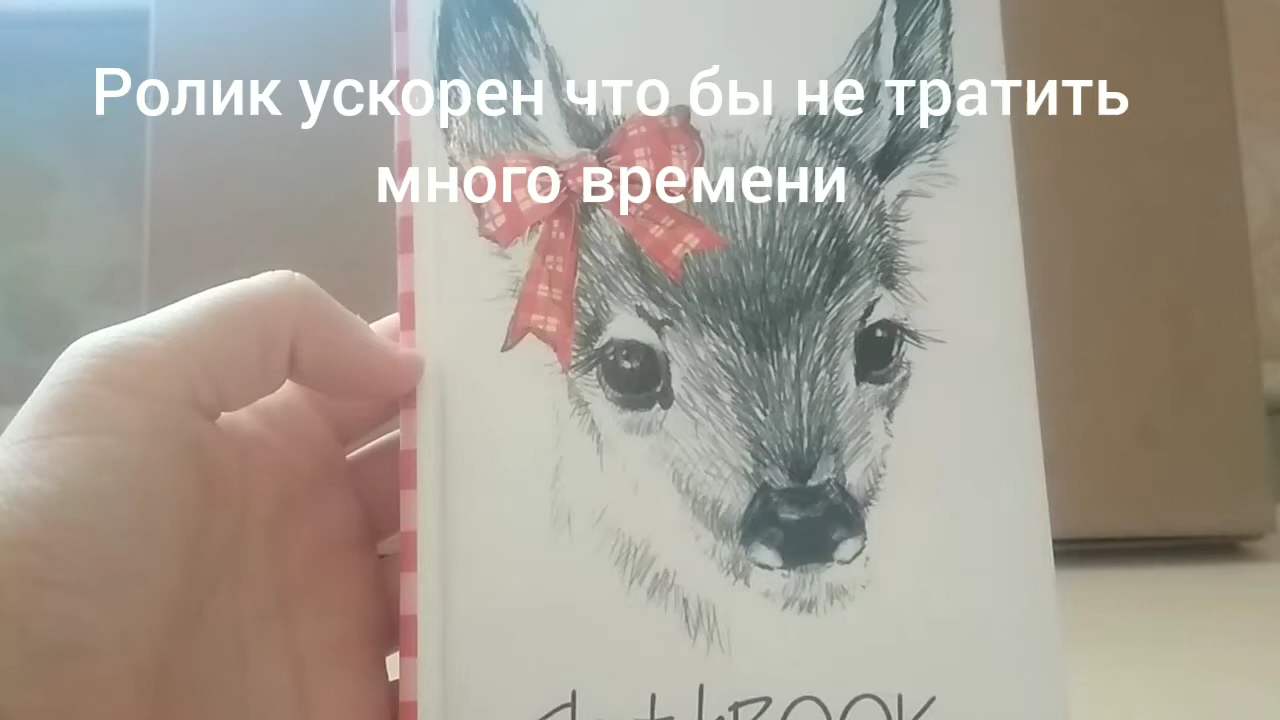 Ролик ускорен что бы не тратить
много времени